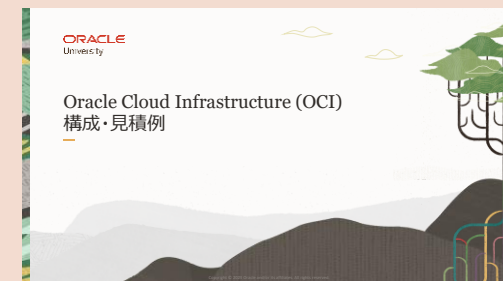 ORACLE
University
Oracle Cloud Infrastructure (OCI)
構成・見積例